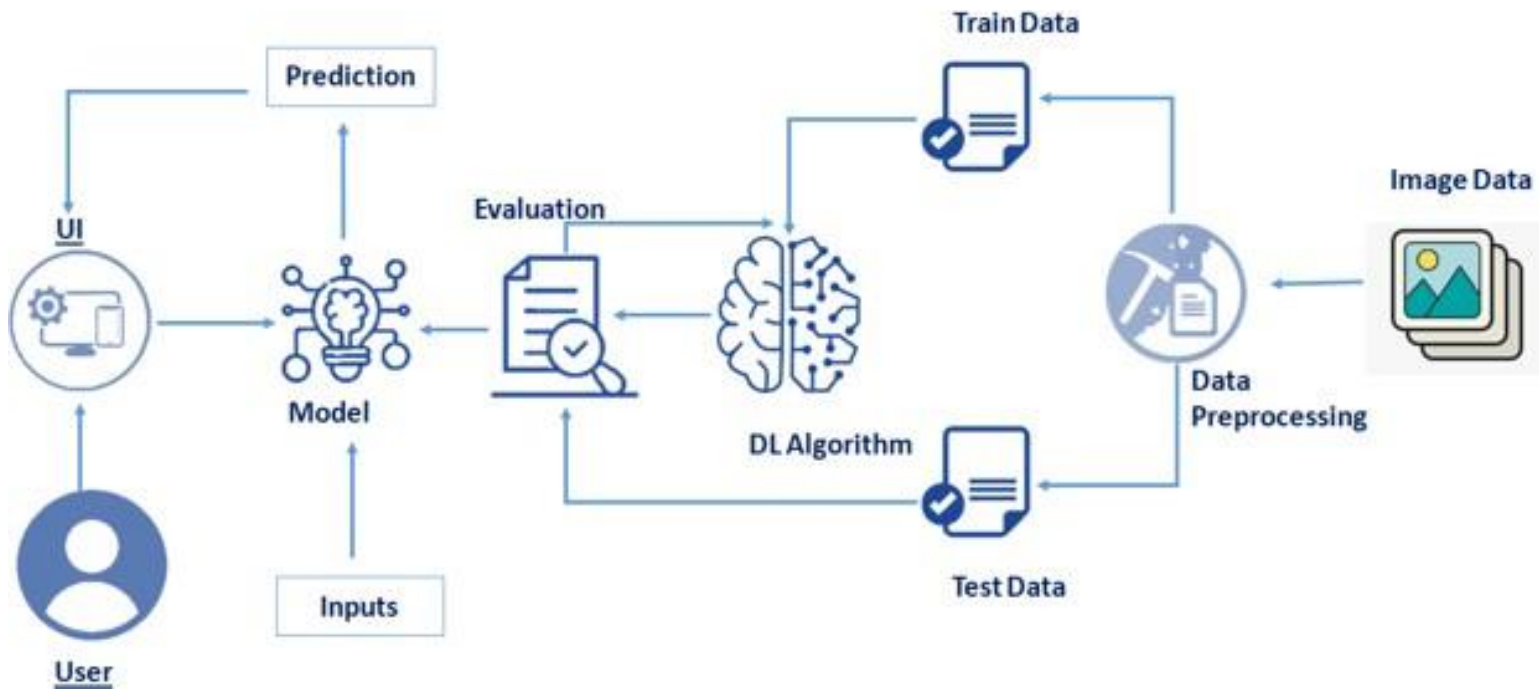 Train Data
Prediction
Image Data
Evaluation
UI
Data
Preprocessing
Model
DL Algorithm
Test Data
Inputs
User